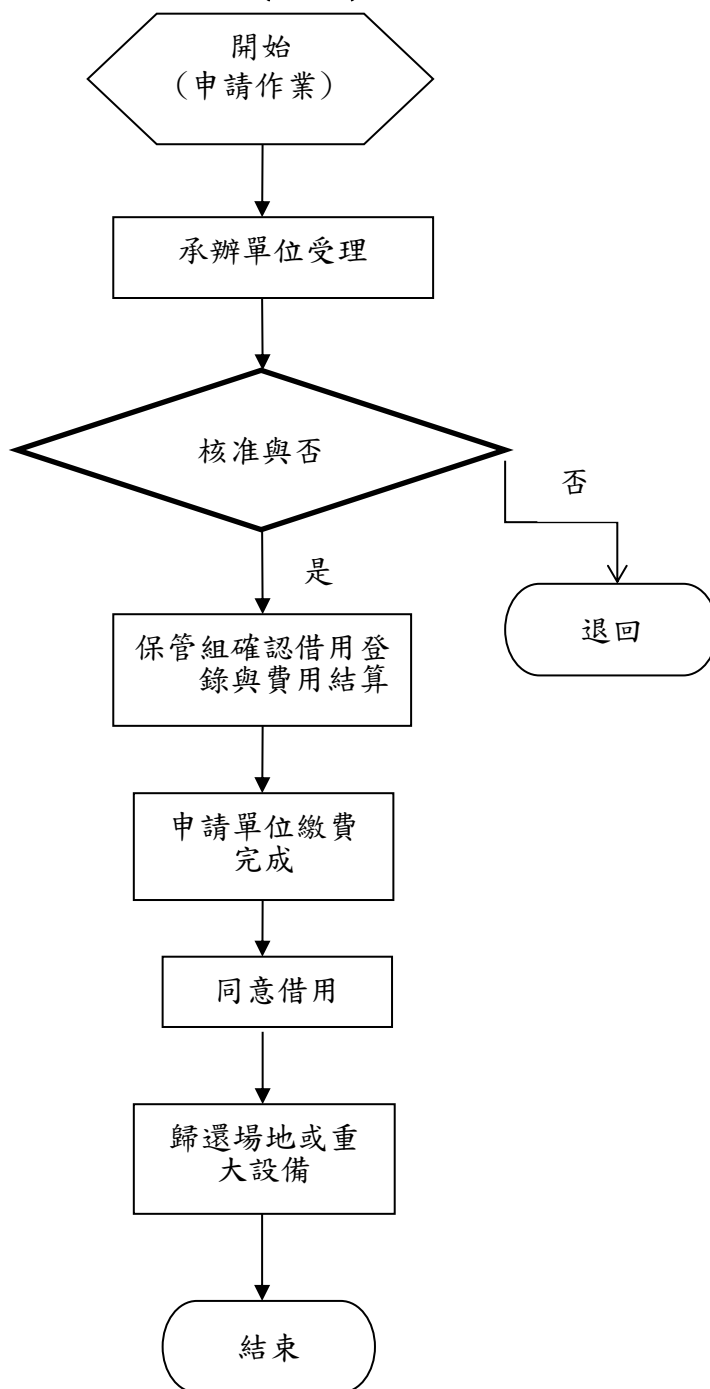 開始
（申請作業）
承辦單位受理
核准與否
否
是
退回
保管組確認借用登
錄與費用結算
申請單位繳費
完成
同意借用
歸還場地或重
大設備
結束